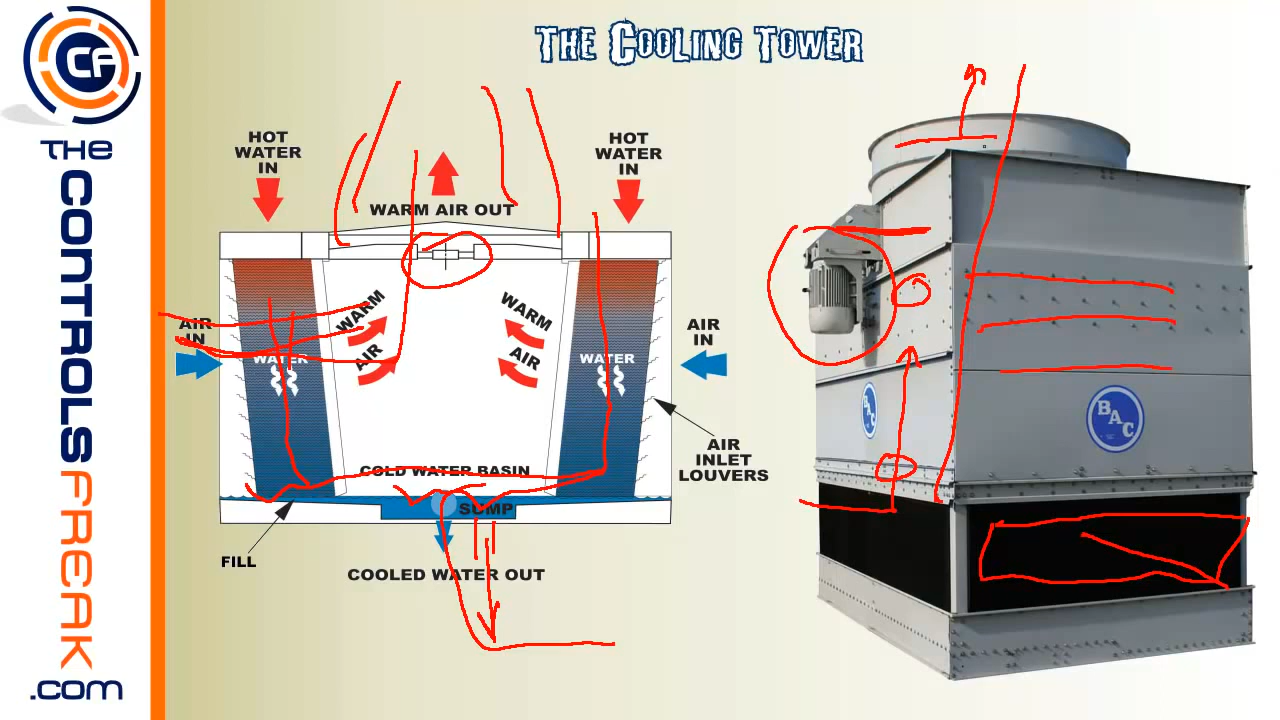 CF
THE
CONTROLS
FREAK
.COM
THE COOLING TOWER
HOT
WATER
IN
HOT
WATER
IN
WARM AIR OUT
AIR
IN
WARM
AIR
WARM
AIR
AIR
IN
WATER
WATER
AIR
INLET
LOUVERS
COLD WATER BASIN
SUMP
FILL
COOLED WATER OUT
BAC
BAC